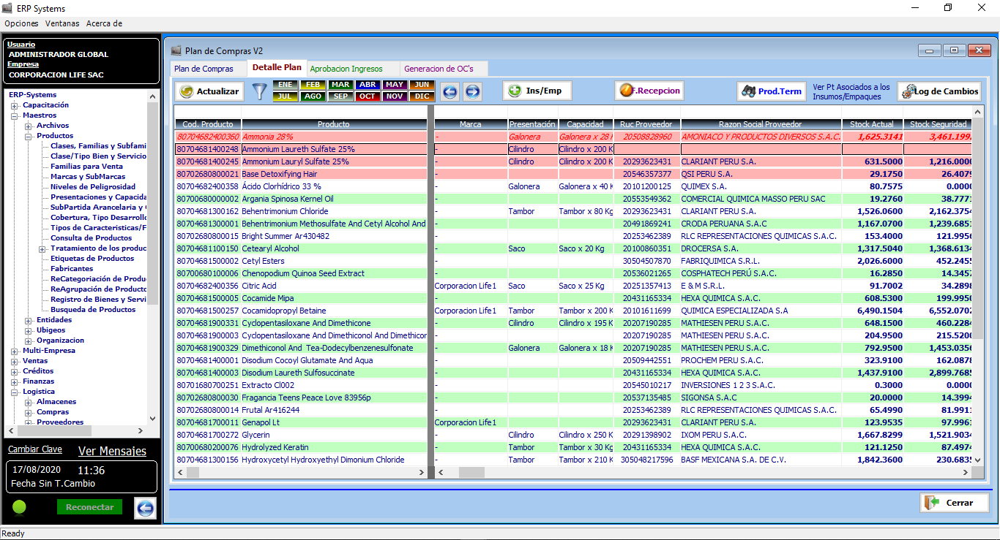 ERP Systems
Opciones Ventanas Acerca de
Usuario
ADMINISTRADOR GLOBAL
Empresa
CORPORACION LIFE SAC
ERP-Systems
Capacitación
Maestros
Archivos
Productos
Clases, Familias y Subfami
Clase/Tipo Bien y Servicio
Familias para Venta
Marcas y SubMarcas
Niveles de Peligrosidad
Presentaciones y Capacida
SubPartida Arancelaria y
Cobertura, Tipo Desarrollo
Tipos de Caracteristicas/F
Consulta de Productos
Tratamiento de los produc
Etiquetas de Productos
Fabricantes
ReCategoriación de Produ
ReAgrupación de Producto
Registro de Bienes y Servi
Busqueda de Productos
Entidades
Ubigeos
Organizacion
Multi-Empresa
Ventas
Créditos
Finanzas
Logistica
Almacenes
Compras
Proveedores
Cambiar Clave Ver Mensajes
17/08/2020 11:36
Fecha Sin T.Cambio
Reconectar
Plan de Compras V2
Plan de Compras Detalle Plan Aprobacion Ingresos Generacion de OC's
Actualizar
ENE FEB MAR ABR MAY JUN
JUL AGO SEP OCT NOV DIC
Ins/Emp
F.Recepcion
Prod.Term
Ver Pt Asociados a los
Insumos/Empaques
Log de Cambios
Cod. Producto Producto Marca Presentación Capacidad Ruc Proveedor Razon Social Proveedor Stock Actual Stock Seguridad
80704682400360 Ammonia 28% - Galonera Galonera x 28 20508828960 AMONIACO Y PRODUCTOS DIVERSOS S.A.C. 1,625.3141 3,461.199
80704681400248 Ammonium Laureth Sulfate 25% - Cilindro Cilindro x 200 K
80704681400245 Ammonium Lauryl Sulfate 25% - Cilindro Cilindro x 200 K 20293623431 CLARIANT PERU S.A. 631.5000 1,216.0000
80702680800021 Base Detoxifying Hair - 20546357377 QSI PERU S.A. 29.1750 26.4079
80704682400358 Ácido Clorhídrico 33 % - Galonera Galonera x 40 K 20101200125 QUIMEX S.A. 80.7575 0.0000
80700680000002 Argania Spinosa Kernel Oil - 20553549362 COMERCIAL QUIMICA MASSO PERU SAC 19.2760 38.7771
80704681300162 Behentrimonium Chloride - Tambor Tambor x 80 Kg 20293623431 CLARIANT PERU S.A. 1,526.0600 2,162.3754
80704681300001 Behentrimonium Methosulfate And Cetyl Alcohol And - 20491869241 CRODA PERUANA S.A.C 1,167.0700 1,239.6851
80702680800015 Bright Summer Ar430482 - 20253462389 RLC REPRESENTACIONES QUIMICAS S.A.C. 153.4000 121.9956
80704681100150 Cetearyl Alcohol - Saco Saco x 20 Kg 20100860351 DROCERSA S.A. 1,317.5040 1,368.6134
80704681500002 Cetyl Esters - 30504507870 FABRIQUIMICA S.R.L. 2,026.6000 452.2455
80700680100006 Chenopodium Quinoa Seed Extract - 20536021265 COSPHATECH PERÚ S.A.C. 16.2850 14.3457
80704682400356 Citric Acid Corporacion Life1 Saco Saco x 25 Kg 20251357413 E & M S.R.L. 91.7002 34.2898
80704681500005 Cocamide Mipa - 20431165334 HEXA QUIMICA S.A.C. 608.5300 199.9950
80704681500257 Cocamidopropyl Betaine Corporacion Life1 Tambor Tambor x 200 K 20101611699 QUIMICA ESPECIALIZADA S.A 6,490.1504 6,552.0702
80704681900331 Cyclopentasiloxane And Dimethicone - Cilindro Cilindro x 195 K 20207190285 MATHIESEN PERU S.A.C. 648.1500 460.2284
80704681900003 Cyclopentasiloxane And Dimethiconol And Dimethicor - 20207190285 MATHIESEN PERU S.A.C. 204.9500 215.5200
80704681900329 Dimethiconol And Tea-Dodecylbenzenesulfonate - Galonera Galonera x 18 K 20207190285 MATHIESEN PERU S.A.C. 792.9500 1,453.0356
80704681400001 Disodium Cocoyl Glutamate And Aqua - 20509442551 PROCHEM PERU S.A.C. 323.9100 162.0878
80704681400003 Disodium Laureth Sulfosuccinate - 20431165334 HEXA QUIMICA S.A.C. 1,437.9100 2,899.7685
80701680700251 Extracto Cl002 - 20545010217 INVERSIONES 1 2 3 S.A.C. 0.3000 0.0000
80702680800030 Fragancia Teens Peace Love 83956p - 20537135485 SIGONSA S.A.C 20.0000 14.3994
80702680800014 Frutal Ar416244 - 20253462389 RLC REPRESENTACIONES QUIMICAS S.A.C. 65.4990 81.9911
80704681700011 Genapol Lt Corporacion Life1 20293623431 CLARIANT PERU S.A. 123.9535 97.9961
80704681700272 Glycerin - Cilindro Cilindro x 250 K 20291398902 IXOM PERU S.A.C. 1,667.8299 1,521.9034
80700680200076 Hydrolyzed Keratin - Tambor Tambor x 30 Kg 20431165334 HEXA QUIMICA S.A.C. 121.1250 87.4974
80704681300156 Hydroxycetyl Hydroxyethyl Dimonium Chloride - Tambor Tambor x 210 K 305048217596 BASF MEXICANA S.A. DE C.V. 1,842.3600 230.6835
Cerrar
Ready